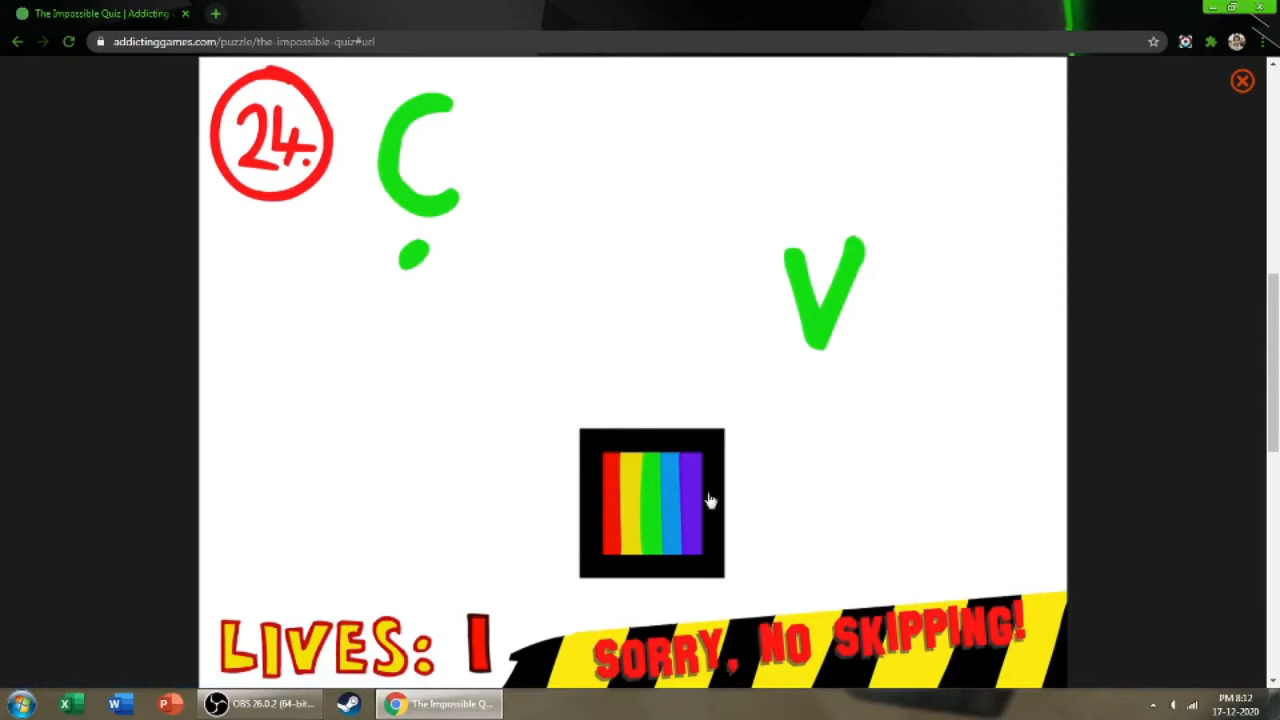 The Impossible Quiz | Addicting
addictinggames.com/puzzle/the-impossible-quiz#url
24.
C
V
LIVES: 1
SORRY, NO SKIPPING!
OBS 26.0.2 (64-bit...
The Impossible Q...
PM 8:12
17-12-2020